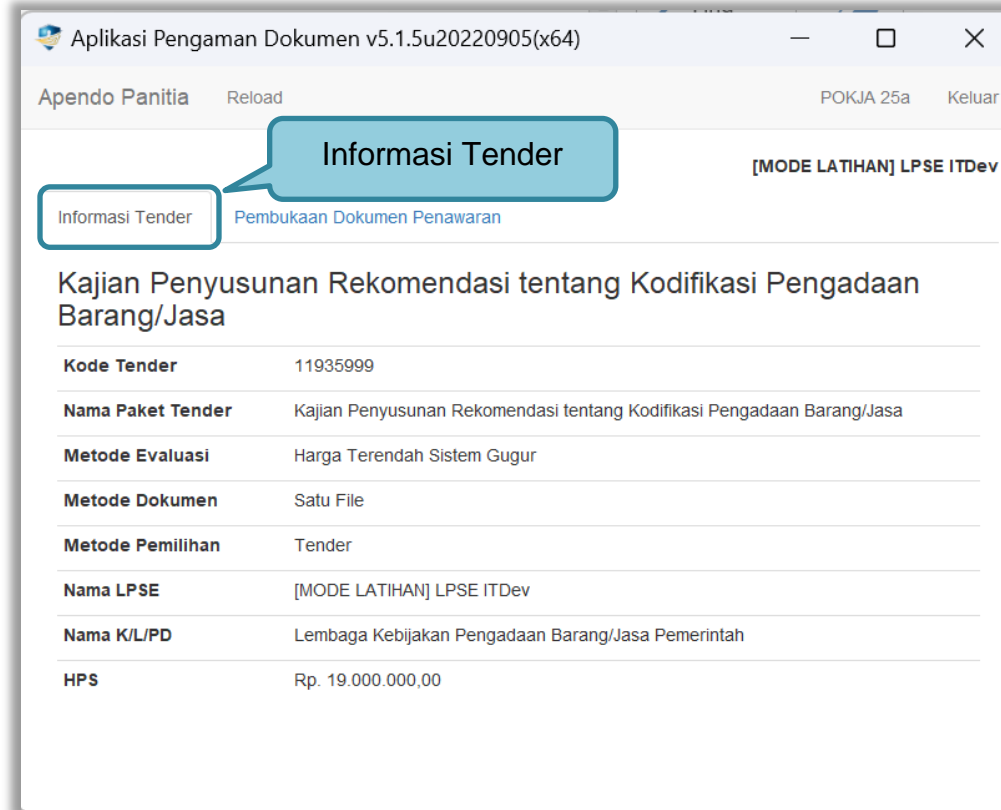 Aplikasi Pengaman Dokumen v5.1.5u20220905(x64)
Apendo Panitia Reload POKJA 25a Keluar
Informasi Tender
[MODE LATIHAN] LPSE ITDev
Informasi Tender Pembukaan Dokumen Penawaran
Kajian Penyusunan Rekomendasi tentang Kodifikasi Pengadaan
Barang/Jasa
Kode Tender 11935999
Nama Paket Tender Kajian Penyusunan Rekomendasi tentang Kodifikasi Pengadaan Barang/Jasa
Metode Evaluasi Harga Terendah Sistem Gugur
Metode Dokumen Satu File
Metode Pemilihan Tender
Nama LPSE [MODE LATIHAN] LPSE ITDev
Nama K/L/PD Lembaga Kebijakan Pengadaan Barang/Jasa Pemerintah
HPS Rp. 19.000.000,00